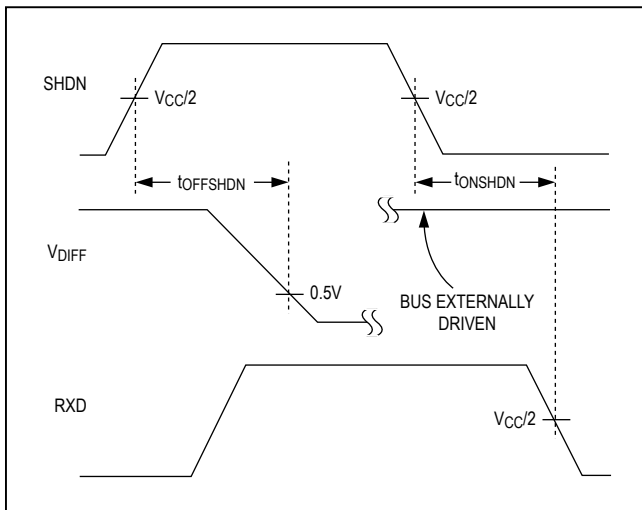 SHDN
VCC/2
VCC/2
tOFFSHDN
tONSHDN
VDIFF
0.5V
BUS EXTERNALLY
DRIVEN
RXD
VCC/2